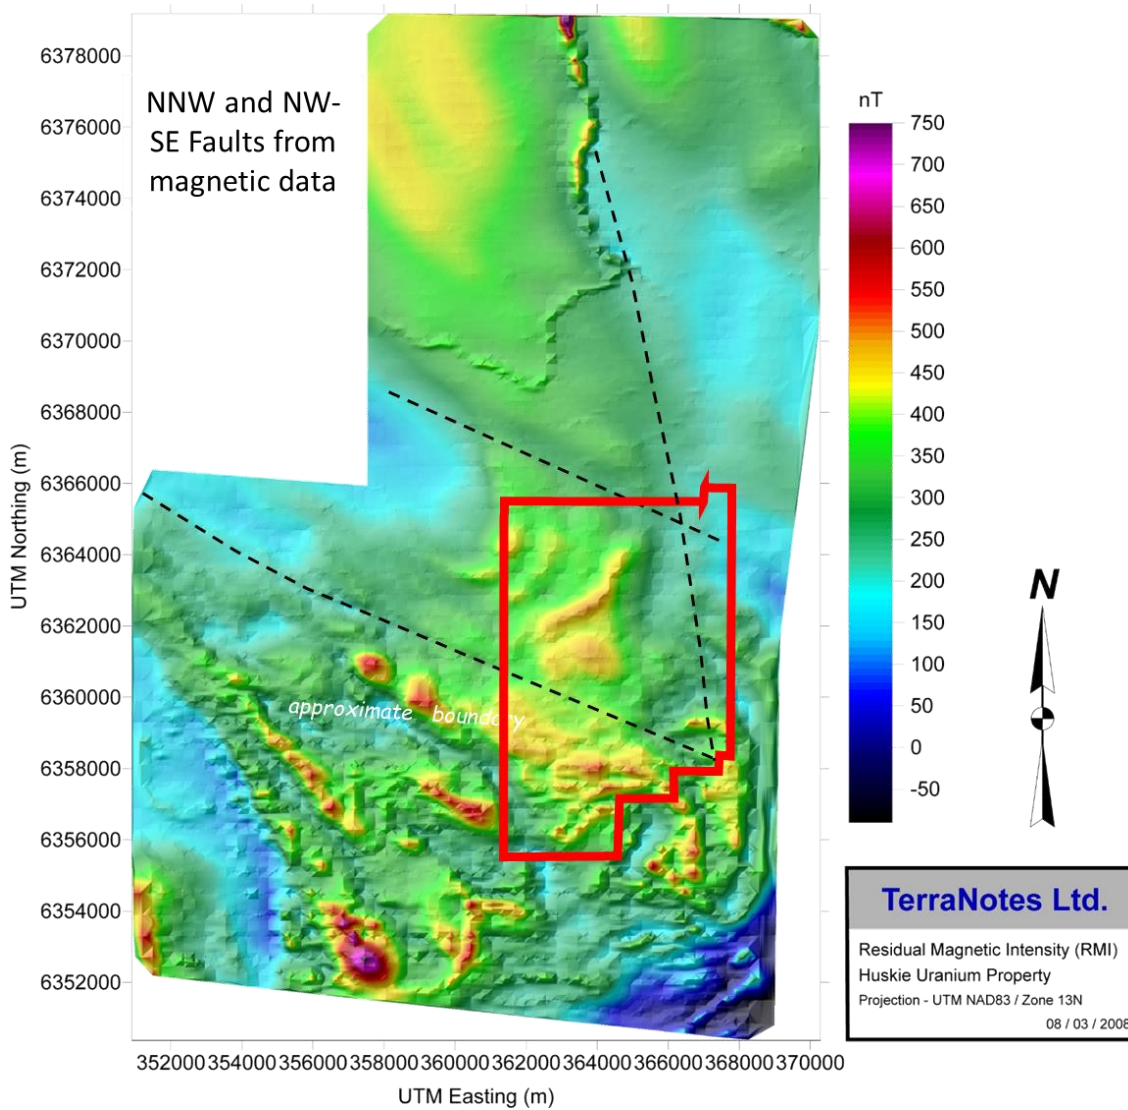 NNW and NW-
SE Faults from
magnetic data
6378000
6376000
6374000
6372000
6370000
6368000
6366000
6364000
6362000
6360000
6358000
6356000
6354000
6352000
UTM Northing (m)
approximate boundary
352000 354000 356000 358000 360000 362000 364000 366000 368000 370000
UTM Easting (m)
nT
750
700
650
600
550
500
450
400
350
300
250
200
150
100
50
0
-50
N
TerraNotes Ltd.
Residual Magnetic Intensity (RMI)
Huskie Uranium Property
Projection - UTM NAD83 / Zone 13N
08 / 03 / 2008